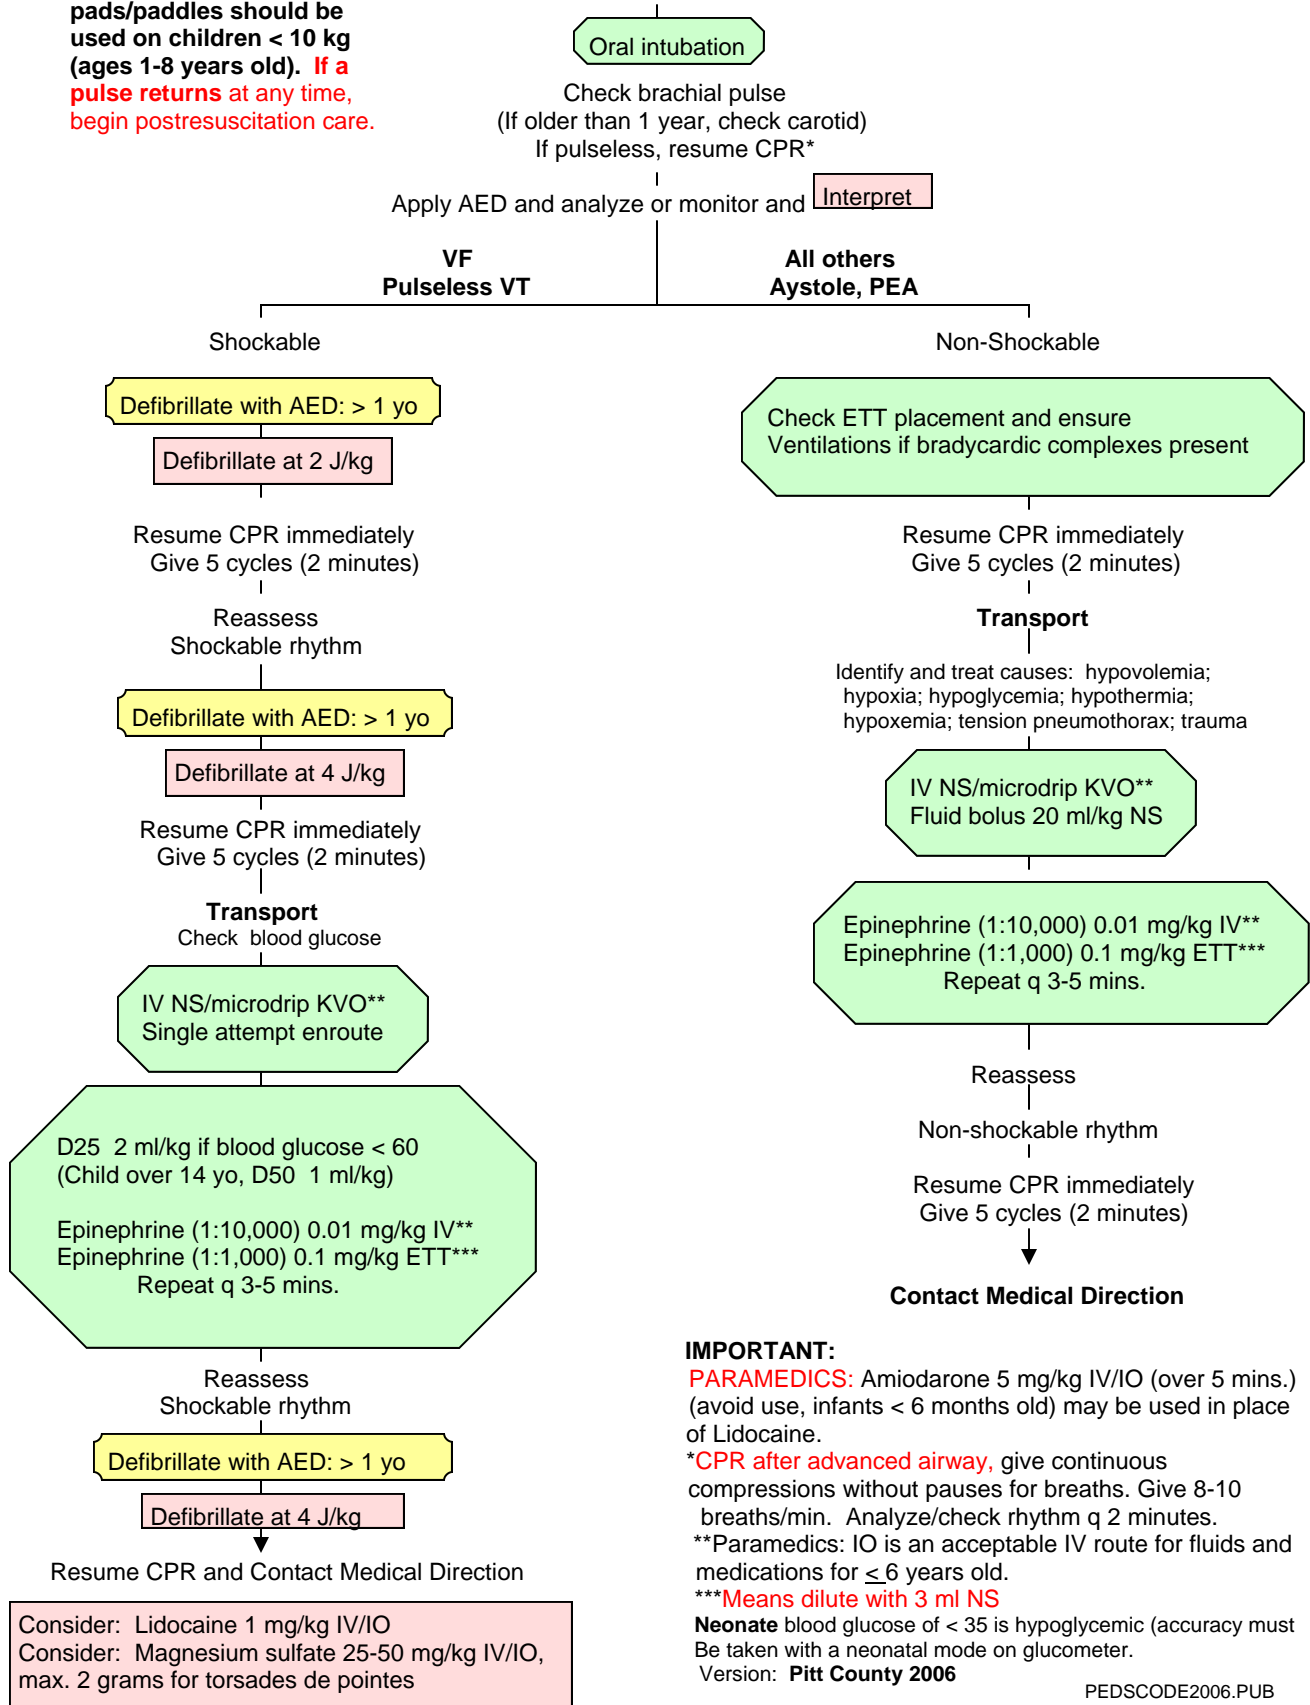 pads/paddles should be
used on children < 10 kg
(ages 1-8 years old). If a
pulse returns at any time,
begin postresuscitation care.
Oral intubation
Check brachial pulse
(If older than 1 year, check carotid)
If pulseless, resume CPR*
Apply AED and analyze or monitor and Interpret
VF
Pulseless VT
All others
Aystole, PEA
Shockable
Defibrillate with AED: > 1 yo
Defibrillate at 2 J/kg
Resume CPR immediately
Give 5 cycles (2 minutes)
Reassess
Shockable rhythm
Defibrillate with AED: > 1 yo
Defibrillate at 4 J/kg
Resume CPR immediately
Give 5 cycles (2 minutes)
Transport
Check blood glucose
IV NS/microdrip KVO**
Single attempt enroute
D25 2 ml/kg if blood glucose < 60
(Child over 14 yo, D50 1 ml/kg)
Epinephrine (1:10,000) 0.01 mg/kg IV**
Epinephrine (1:1,000) 0.1 mg/kg ETT***
Repeat q 3-5 mins.
Reassess
Shockable rhythm
Defibrillate with AED: > 1 yo
Defibrillate at 4 J/kg
Resume CPR and Contact Medical Direction
Consider: Lidocaine 1 mg/kg IV/IO
Consider: Magnesium sulfate 25-50 mg/kg IV/IO,
max. 2 grams for torsades de pointes
Non-Shockable
Check ETT placement and ensure
Ventilations if bradycardic complexes present
Resume CPR immediately
Give 5 cycles (2 minutes)
Transport
Identify and treat causes: hypovolemia;
hypoxia; hypoglycemia; hypothermia;
hypoxemia; tension pneumothorax; trauma
IV NS/microdrip KVO**
Fluid bolus 20 ml/kg NS
Epinephrine (1:10,000) 0.01 mg/kg IV**
Epinephrine (1:1,000) 0.1 mg/kg ETT***
Repeat q 3-5 mins.
Reassess
Non-shockable rhythm
Resume CPR immediately
Give 5 cycles (2 minutes)
Contact Medical Direction
IMPORTANT:
PARAMEDICS: Amiodarone 5 mg/kg IV/IO (over 5 mins.)
(avoid use, infants < 6 months old) may be used in place
of Lidocaine.
*CPR after advanced airway, give continuous
compressions without pauses for breaths. Give 8-10
breaths/min. Analyze/check rhythm q 2 minutes.
**Paramedics: IO is an acceptable IV route for fluids and
medications for < 6 years old.
***Means dilute with 3 ml NS
Neonate blood glucose of < 35 is hypoglycemic (accuracy must
Be taken with a neonatal mode on glucometer.
Version: Pitt County 2006
PEDSCODE2006.PUB